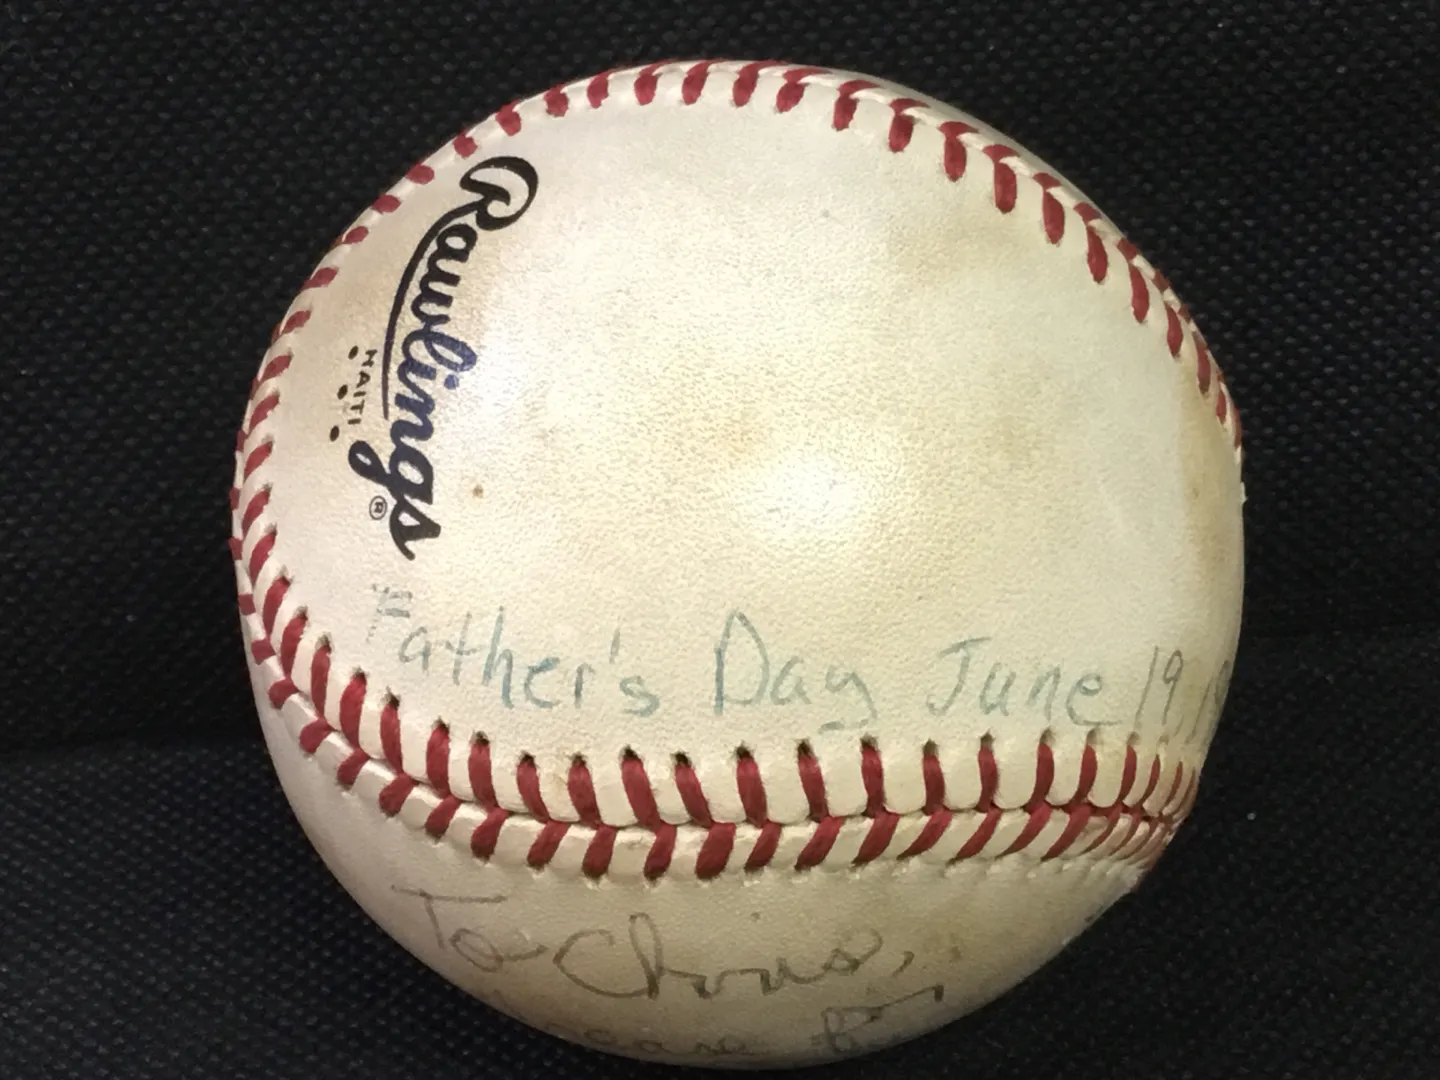 Rawlings ®
HAITI
Father's Day June 19,
To Chris,